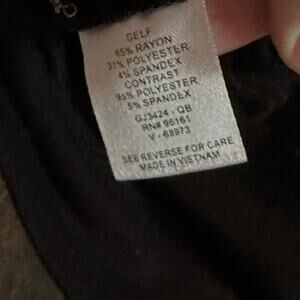 SELF
65% RAYON
31% POLYESTER
4% SPANDEX
CONTRAST
95% POLYESTER
5% SPANDEX
GJ3424 - QB
RN# 96161
V - 68973
SEE REVERSE FOR CARE
MADE IN VIETNAM